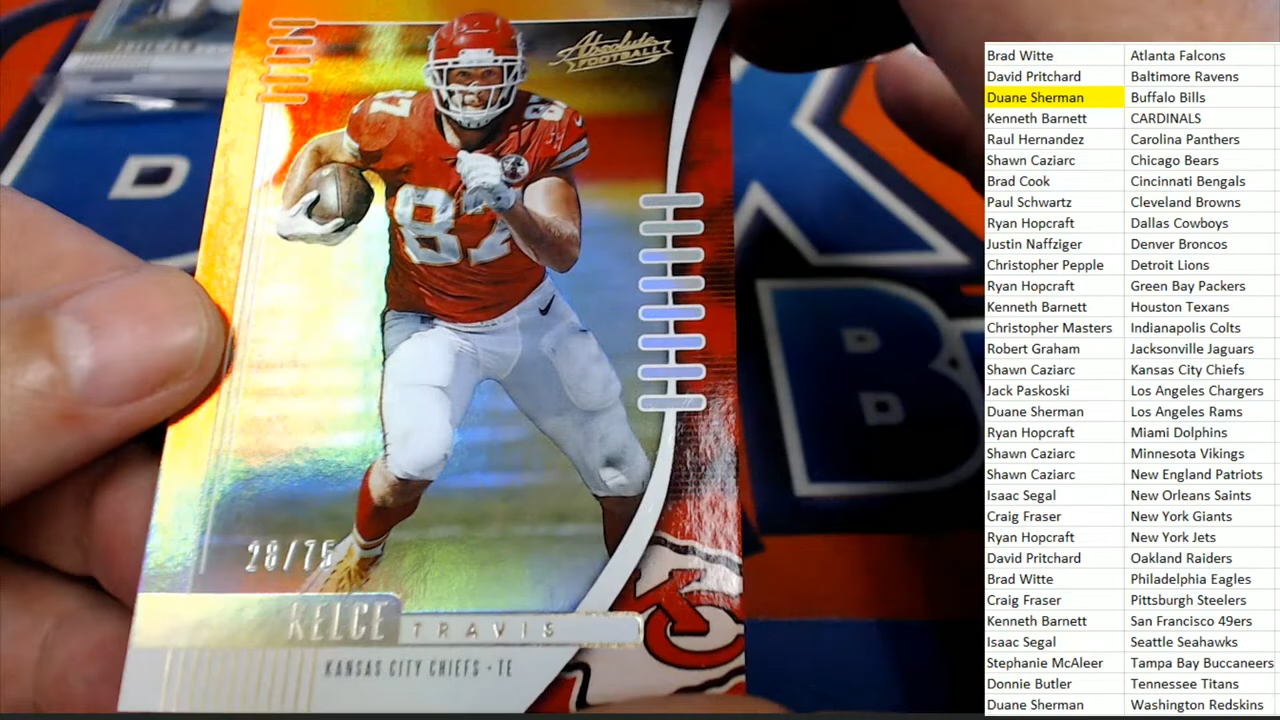 Absolute
FOOTBALL
87
87
87
28/75
KELCE TRAVIS
KANSAS CITY CHIEFS - TE
KC
D
B
Brad Witte Atlanta Falcons
David Pritchard Baltimore Ravens
Duane Sherman Buffalo Bills
Kenneth Barnett CARDINALS
Raul Hernandez Carolina Panthers
Shawn Caziarc Chicago Bears
Brad Cook Cincinnati Bengals
Paul Schwartz Cleveland Browns
Ryan Hopcraft Dallas Cowboys
Justin Naffziger Denver Broncos
Christopher Pepple Detroit Lions
Ryan Hopcraft Green Bay Packers
Kenneth Barnett Houston Texans
Christopher Masters Indianapolis Colts
Robert Graham Jacksonville Jaguars
Shawn Caziarc Kansas City Chiefs
Jack Paskoski Los Angeles Chargers
Duane Sherman Los Angeles Rams
Ryan Hopcraft Miami Dolphins
Shawn Caziarc Minnesota Vikings
Shawn Caziarc New England Patriots
Isaac Segal New Orleans Saints
Craig Fraser New York Giants
Ryan Hopcraft New York Jets
David Pritchard Oakland Raiders
Brad Witte Philadelphia Eagles
Craig Fraser Pittsburgh Steelers
Kenneth Barnett San Francisco 49ers
Isaac Segal Seattle Seahawks
Stephanie McAleer Tampa Bay Buccaneers
Donnie Butler Tennessee Titans
Duane Sherman Washington Redskins